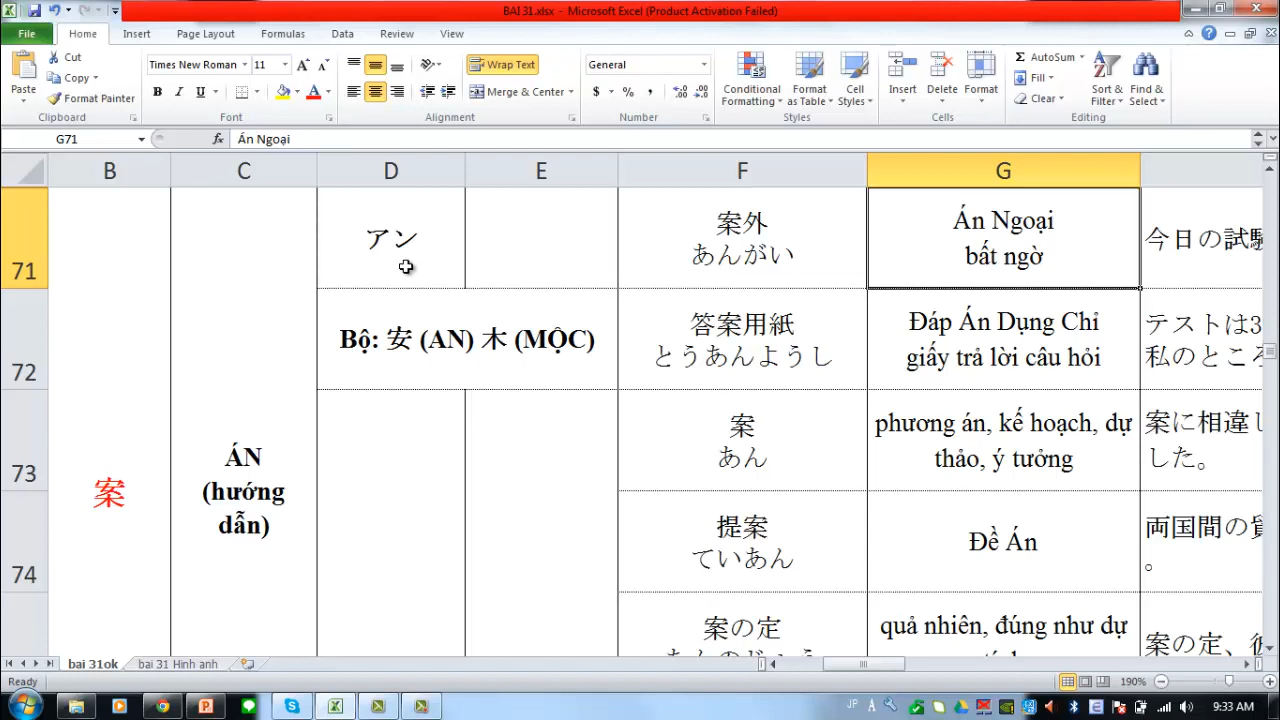 BAI 31.xlsx - Microsoft Excel (Product Activation Failed)
File Home Insert Page Layout Formulas Data Review View
Cut
Copy
Format Painter
Paste
Clipboard
Times New Roman 11
B I U
Font
Wrap Text
Merge & Center
Alignment
General
$ % ,
Number
Conditional Formatting
Format as Table
Cell Styles
Styles
Insert Delete Format
Cells
AutoSum
Fill
Clear
Sort & Filter
Find & Select
Editing
G71 fx Án Ngoại
B C D E F G
71
アン
案外
あんがい
Án Ngoại
bất ngờ
今日の試験
72
Bộ: 安 (AN) 木 (MỘC)
答案用紙
とうあんようし
Đáp Án Dụng Chỉ
giấy trả lời câu hỏi
テストは3
私のところ
73
案
あん
phương án, kế hoạch, dự
thảo, ý tưởng
案に相違し
した。
案
ÁN
(hướng
dẫn)
74
提案
ていあん
Đề Án
両国間の貿
。
案の定
quả nhiên, đúng như dự
案の定、彼
bai 31ok bai 31 Hinh anh
Ready 190%
JP A 9:33 AM